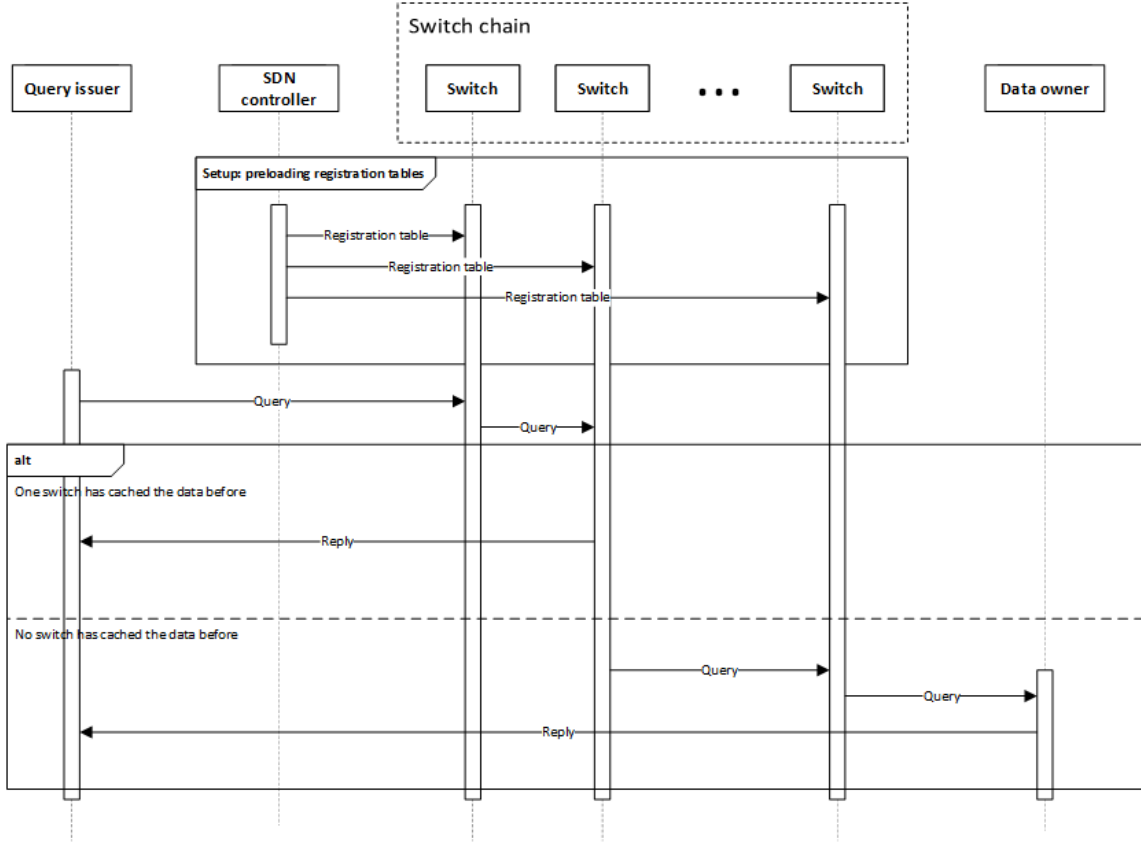 Switch chain
Query issuer
SDN
controller
Switch
Switch
• • •
Switch
Data owner
Setup: preloading registration tables
Registration table
Registration table
Registration table
Query
Query
alt
One switch has cached the data before
Reply
No switch has cached the data before
Query
Query
Reply